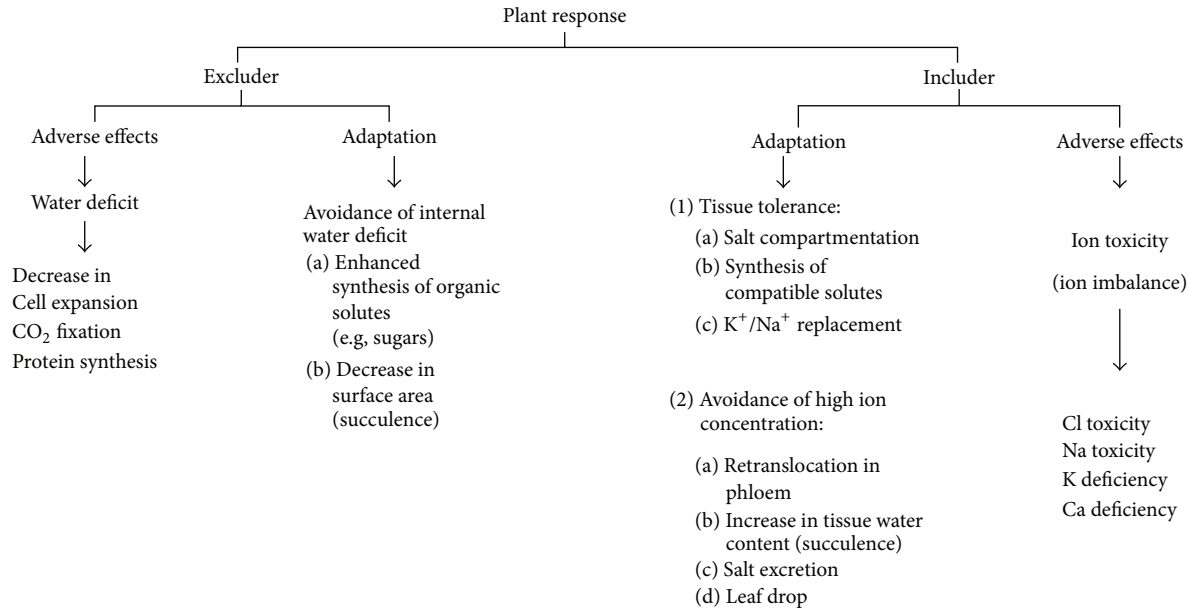 Plant response
Excluder
Includer
Adverse effects
Adaptation
Adaptation
Adverse effects
Water deficit
Decrease in
Cell expansion
CO₂ fixation
Protein synthesis
Avoidance of internal
water deficit
(a) Enhanced
synthesis of organic
solutes
(e.g, sugars)
(b) Decrease in
surface area
(succulence)
(1) Tissue tolerance:
(a) Salt compartmentation
(b) Synthesis of
compatible solutes
(c) K⁺/Na⁺ replacement
(2) Avoidance of high ion
concentration:
(a) Retranslocation in
phloem
(b) Increase in tissue water
content (succulence)
(c) Salt excretion
(d) Leaf drop
Ion toxicity
(ion imbalance)
Cl toxicity
Na toxicity
K deficiency
Ca deficiency